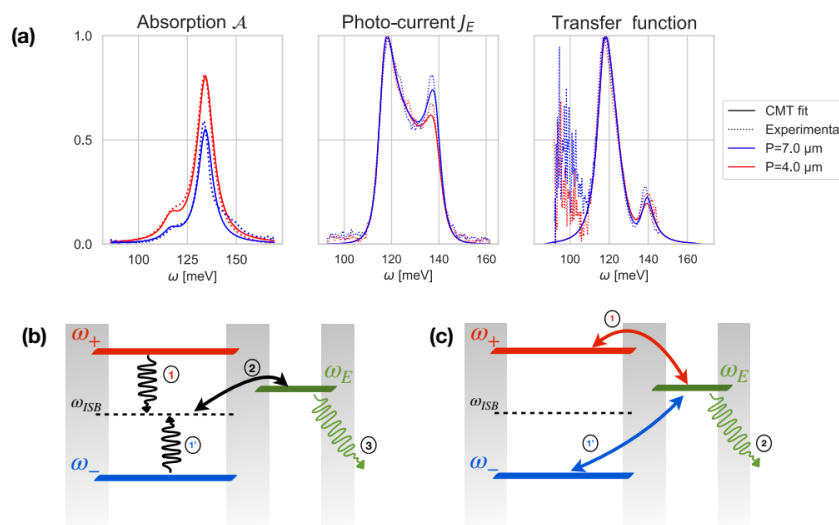 (a)
Absorption 𝒜
Photo-current J_E
Transfer function
1.0
0.5
0.0
100 125 150
100 120 140 160
100 120 140 160
ω [meV]
ω [meV]
ω [meV]
CMT fit
Experimenta
P=7.0 µm
P=4.0 µm
(b)
ω₊
1
2
ω_E
ω_ISB
1'
3
ω₋
(c)
ω₊
1
ω_E
ω_ISB
1'
2
ω₋